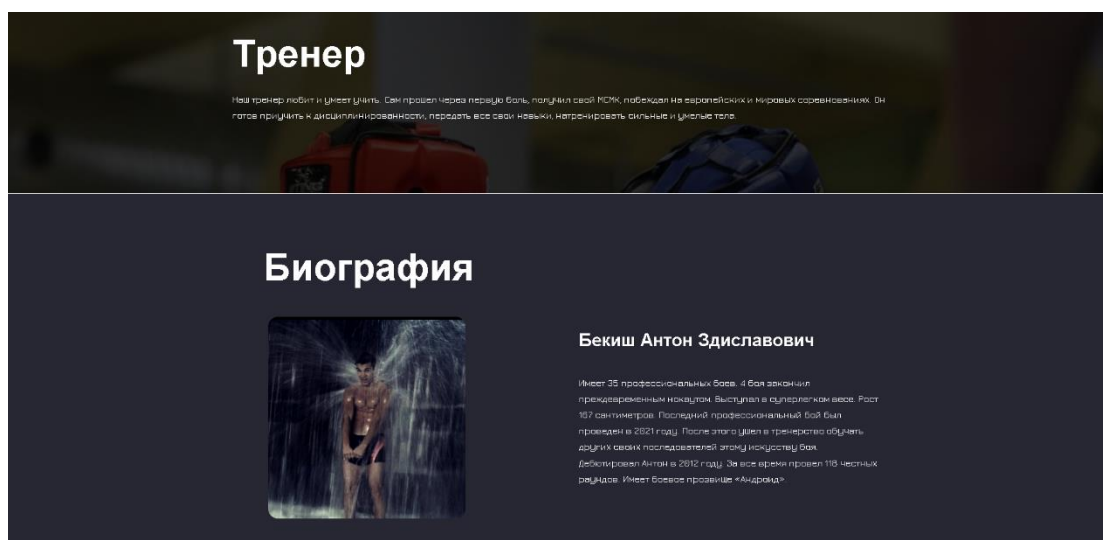 Тренер
Наш тренер любит и умеет учить. Сам прошел через первую боль, получил свой МСМК, побеждал на европейских и мировых соревнованиях. Он
готов приучить к дисциплинированности, передать все свои навыки, натренировать сильные и умелые тела.
Биография
Бекиш Антон Здиславович
Имеет 35 профессиональных боев. 4 боя закончил
преждевременным нокаутом. Выступал в суперлегком весе. Рост
167 сантиметров. Последний профессиональный бой был
проведен в 2021 году. После этого ушел в тренерство обучать
других своих последователей этому искусству боя.
Дебютировал Антон в 2012 году. За все время провел 116 честных
раундов. Имеет боевое прозвище «Андроид».